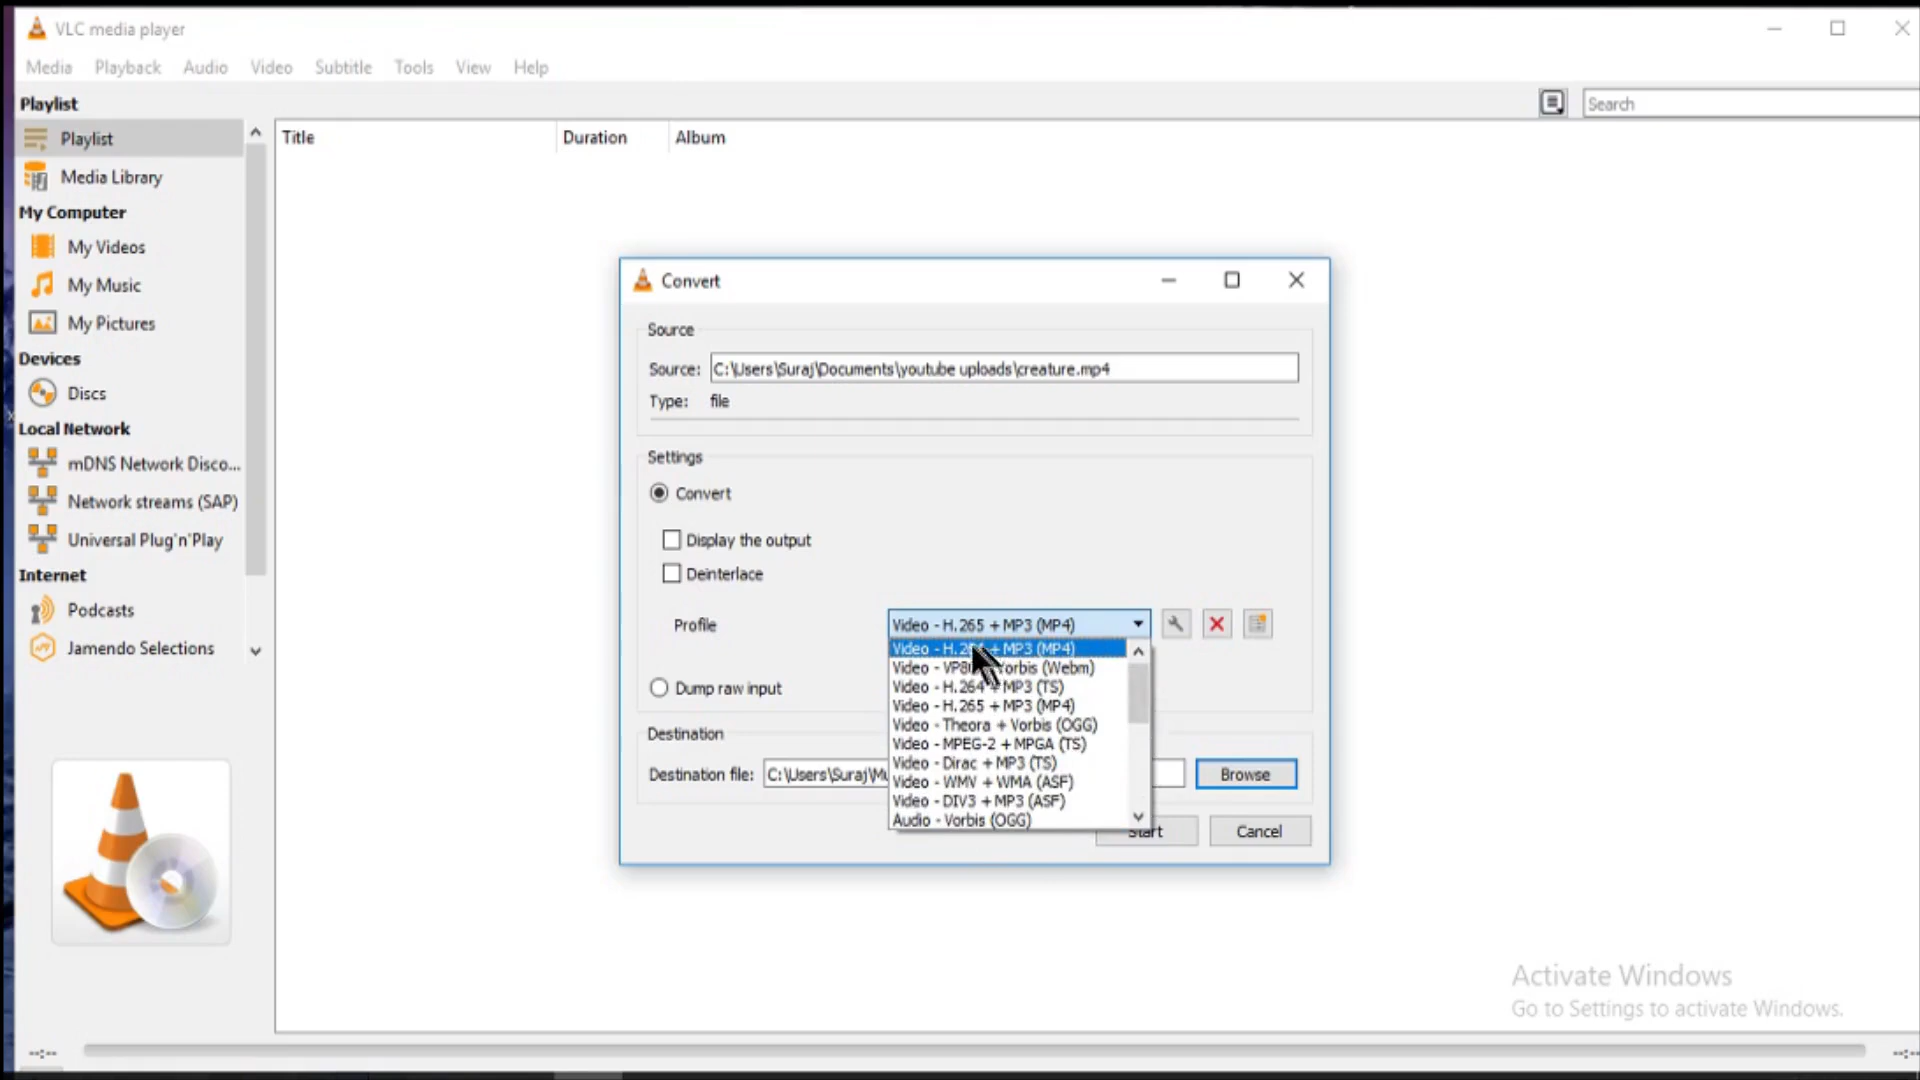 VLC media player
Media Playback Audio Video Subtitle Tools View Help
Playlist
Search
Playlist
Title Duration Album
Media Library
My Computer
My Videos
My Music
My Pictures
Devices
Discs
Local Network
mDNS Network Disco...
Network streams (SAP)
Universal Plug'n'Play
Internet
Podcasts
Jamendo Selections
Convert
Source
Source: C:\Users\Suraj\Documents\youtube uploads\creature.mp4
Type: file
Settings
Convert
Display the output
Deinterlace
Profile Video - H.265 + MP3 (MP4)
Video - + MP3 (MP4)
Video - (Webm)
Video - H.264 + MP3 (TS)
Video - H.265 + MP3 (MP4)
Video - Theora + Vorbis (OGG)
Video - MPEG-2 + MPGA (TS)
Video - Dirac + MP3 (TS)
Video - WMV + WMA (ASF)
Video - DIV3 + MP3 (ASF)
Audio - Vorbis (OGG)
Dump raw input
Destination
Destination file: C:\Users\Suraj\ Browse
Start Cancel
Activate Windows
Go to Settings to activate Windows.
--:-- --:--